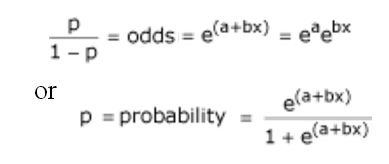 p / 1 − p = odds = e^(a+bx) = e^a e^bx
or
p = probability = e^(a+bx) / 1 + e^(a+bx)